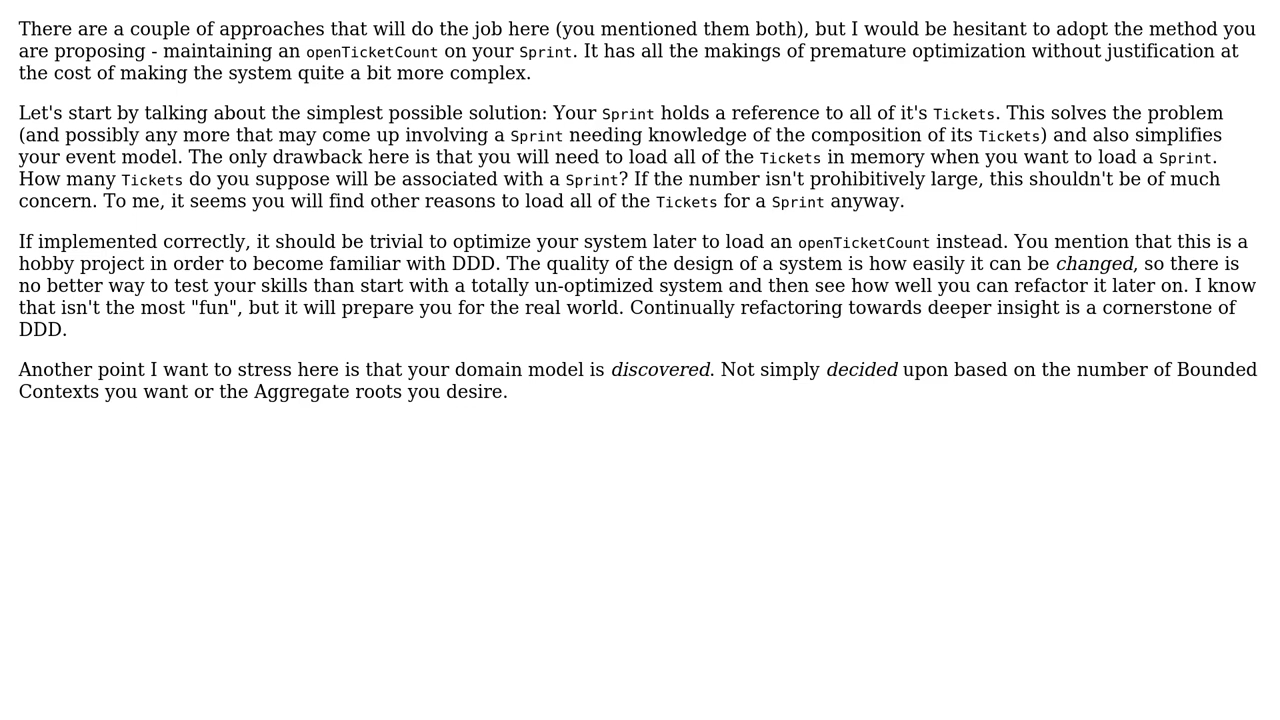 There are a couple of approaches that will do the job here (you mentioned them both), but I would be hesitant to adopt the method you
are proposing - maintaining an openTicketCount on your Sprint. It has all the makings of premature optimization without justification at
the cost of making the system quite a bit more complex.
Let's start by talking about the simplest possible solution: Your Sprint holds a reference to all of it's Tickets. This solves the problem
(and possibly any more that may come up involving a Sprint needing knowledge of the composition of its Tickets) and also simplifies
your event model. The only drawback here is that you will need to load all of the Tickets in memory when you want to load a Sprint.
How many Tickets do you suppose will be associated with a Sprint? If the number isn't prohibitively large, this shouldn't be of much
concern. To me, it seems you will find other reasons to load all of the Tickets for a Sprint anyway.
If implemented correctly, it should be trivial to optimize your system later to load an openTicketCount instead. You mention that this is a
hobby project in order to become familiar with DDD. The quality of the design of a system is how easily it can be changed, so there is
no better way to test your skills than start with a totally un-optimized system and then see how well you can refactor it later on. I know
that isn't the most "fun", but it will prepare you for the real world. Continually refactoring towards deeper insight is a cornerstone of
DDD.
Another point I want to stress here is that your domain model is discovered. Not simply decided upon based on the number of Bounded
Contexts you want or the Aggregate roots you desire.